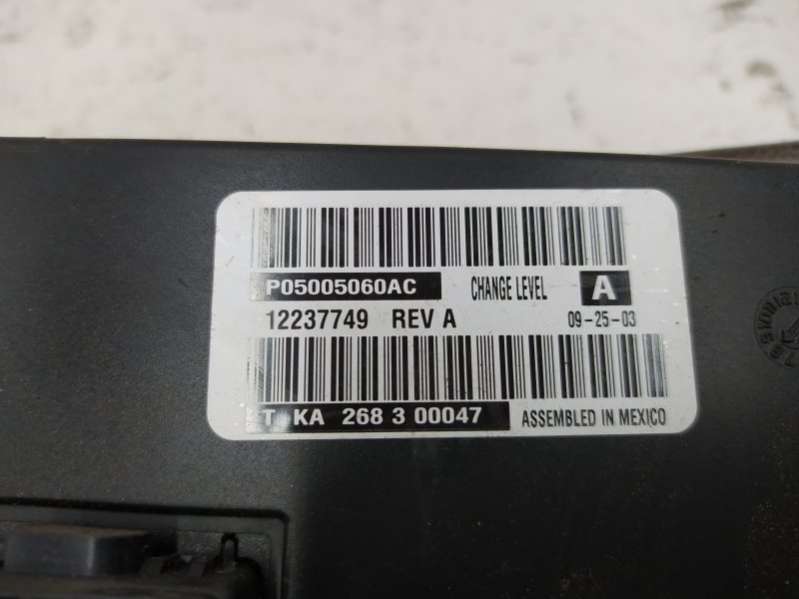 P05005060AC CHANGE LEVEL A
12237749 REV A 09-25-03
T KA 268 3 00047 ASSEMBLED IN MEXICO